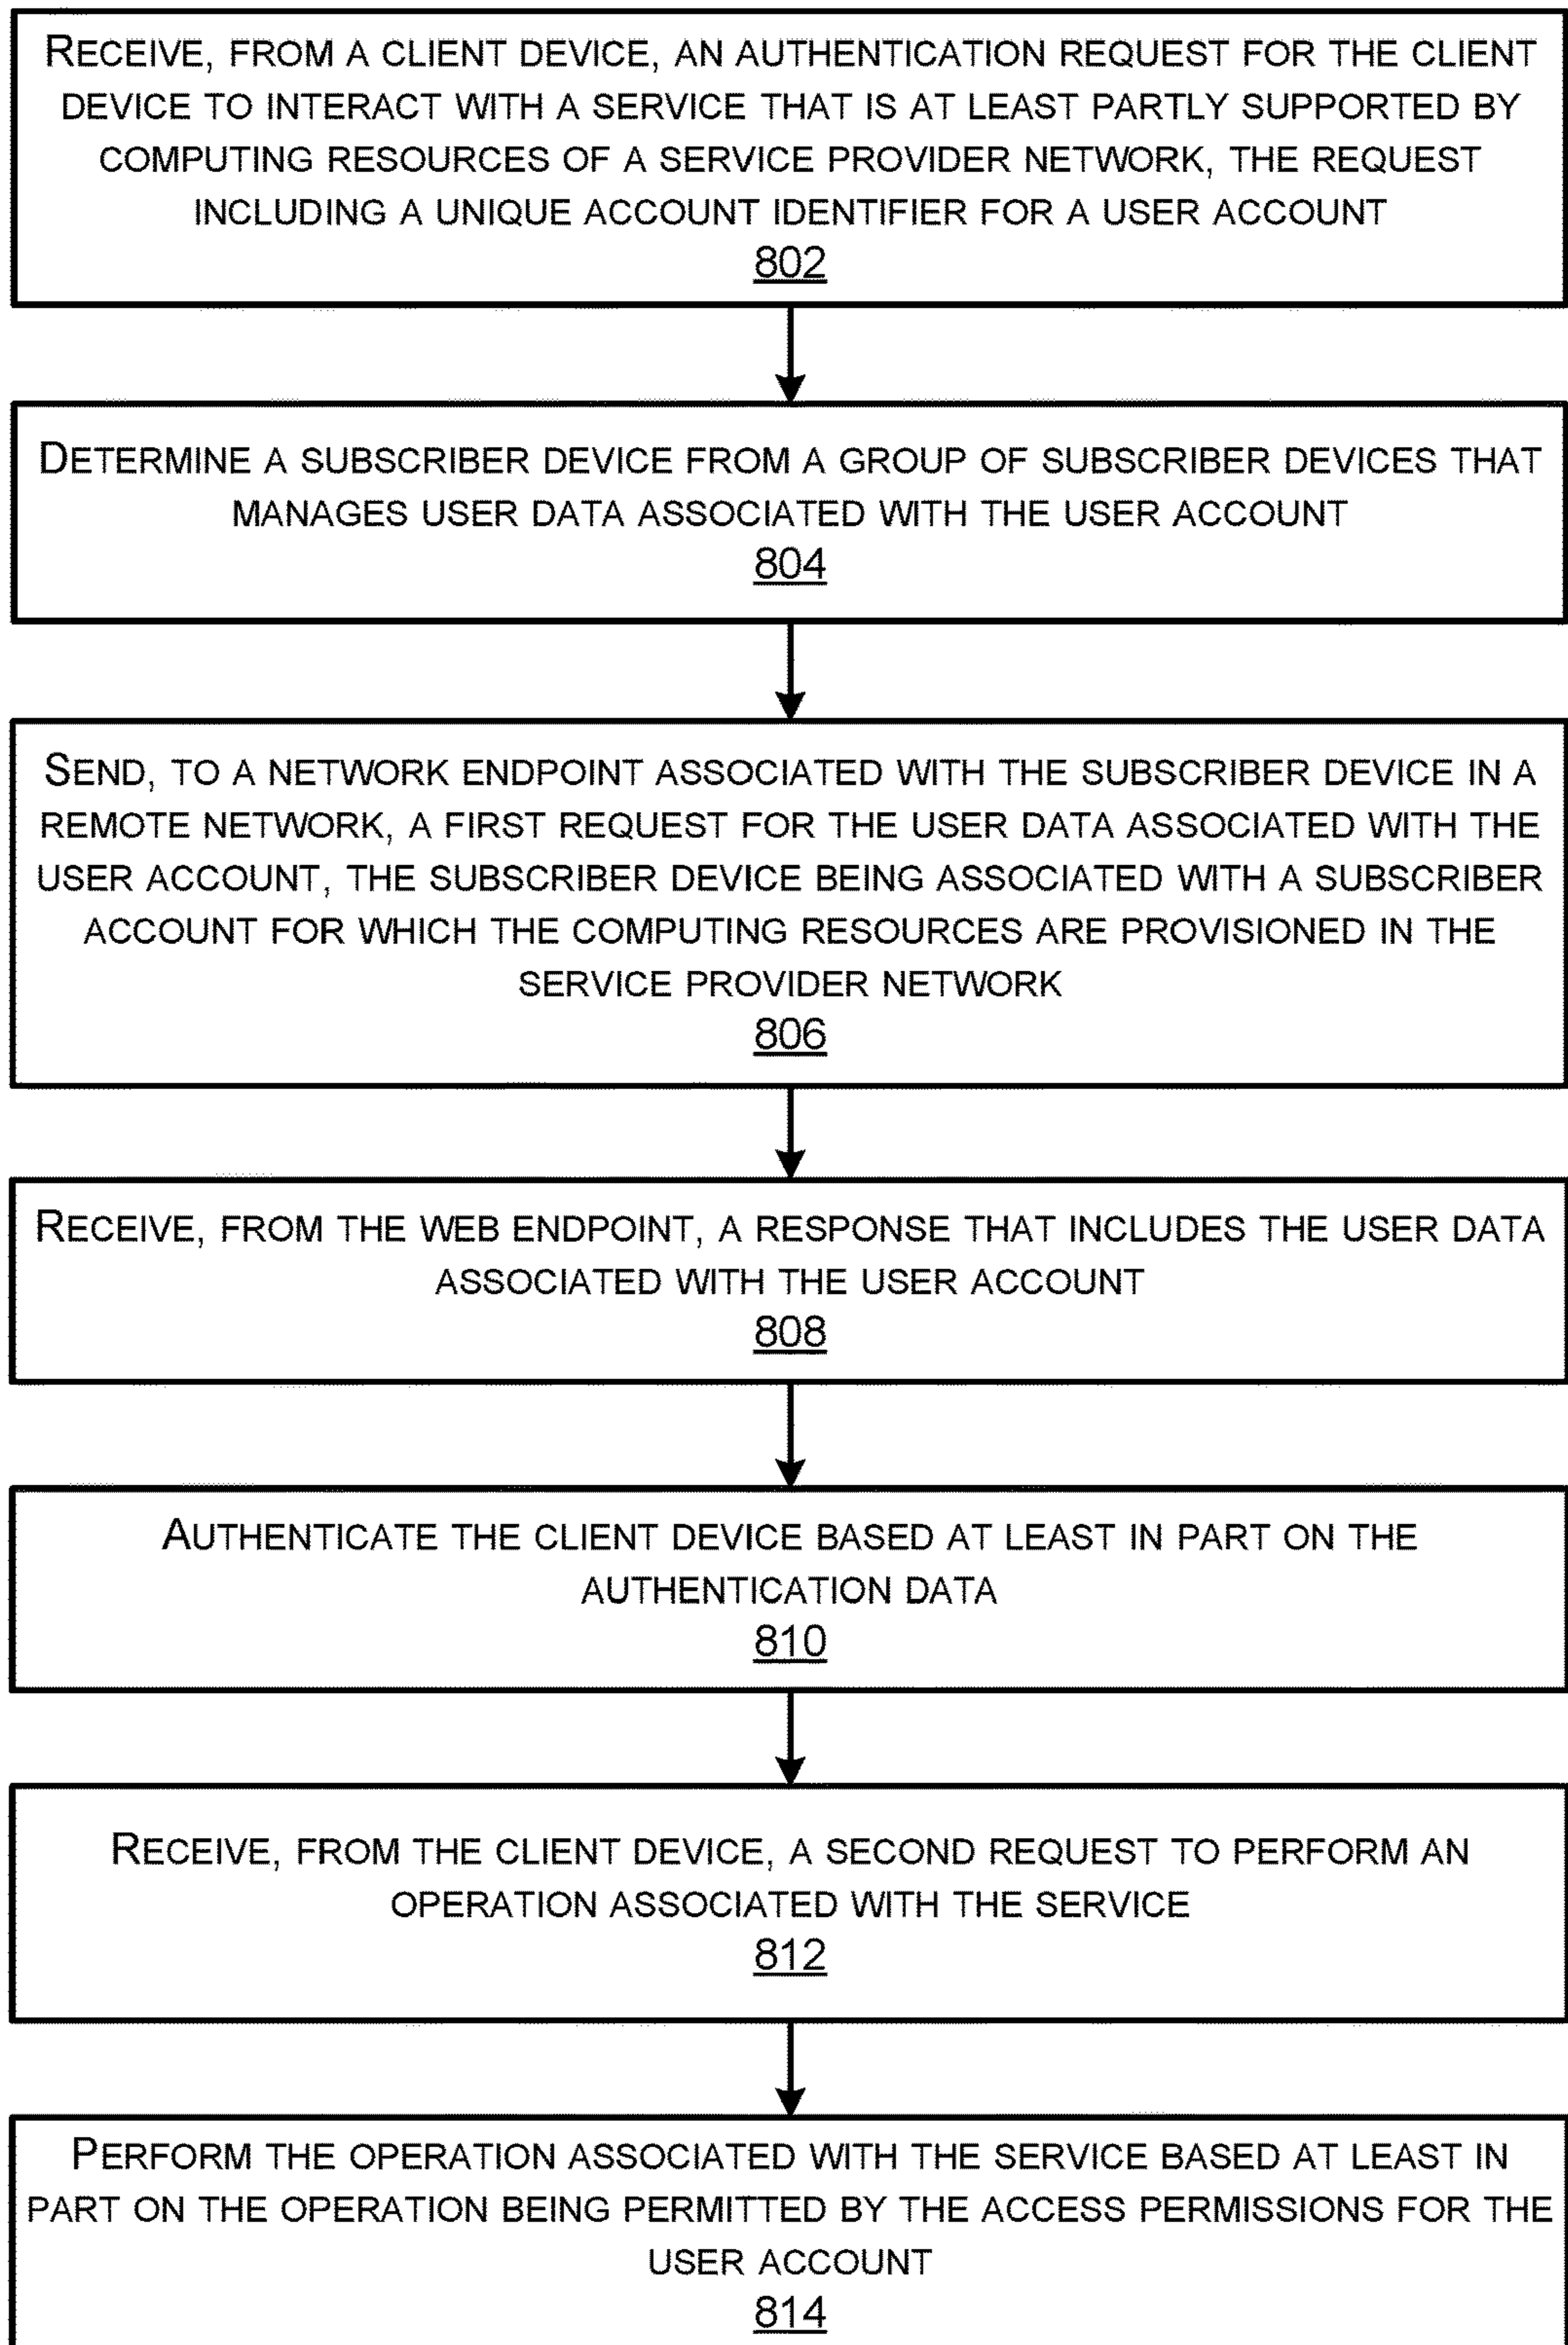 RECEIVE, FROM A CLIENT DEVICE, AN AUTHENTICATION REQUEST FOR THE CLIENT
DEVICE TO INTERACT WITH A SERVICE THAT IS AT LEAST PARTLY SUPPORTED BY
COMPUTING RESOURCES OF A SERVICE PROVIDER NETWORK, THE REQUEST
INCLUDING A UNIQUE ACCOUNT IDENTIFIER FOR A USER ACCOUNT
802
DETERMINE A SUBSCRIBER DEVICE FROM A GROUP OF SUBSCRIBER DEVICES THAT
MANAGES USER DATA ASSOCIATED WITH THE USER ACCOUNT
804
SEND, TO A NETWORK ENDPOINT ASSOCIATED WITH THE SUBSCRIBER DEVICE IN A
REMOTE NETWORK, A FIRST REQUEST FOR THE USER DATA ASSOCIATED WITH THE
USER ACCOUNT, THE SUBSCRIBER DEVICE BEING ASSOCIATED WITH A SUBSCRIBER
ACCOUNT FOR WHICH THE COMPUTING RESOURCES ARE PROVISIONED IN THE
SERVICE PROVIDER NETWORK
806
RECEIVE, FROM THE WEB ENDPOINT, A RESPONSE THAT INCLUDES THE USER DATA
ASSOCIATED WITH THE USER ACCOUNT
808
AUTHENTICATE THE CLIENT DEVICE BASED AT LEAST IN PART ON THE
AUTHENTICATION DATA
810
RECEIVE, FROM THE CLIENT DEVICE, A SECOND REQUEST TO PERFORM AN
OPERATION ASSOCIATED WITH THE SERVICE
812
PERFORM THE OPERATION ASSOCIATED WITH THE SERVICE BASED AT LEAST IN
PART ON THE OPERATION BEING PERMITTED BY THE ACCESS PERMISSIONS FOR THE
USER ACCOUNT
814